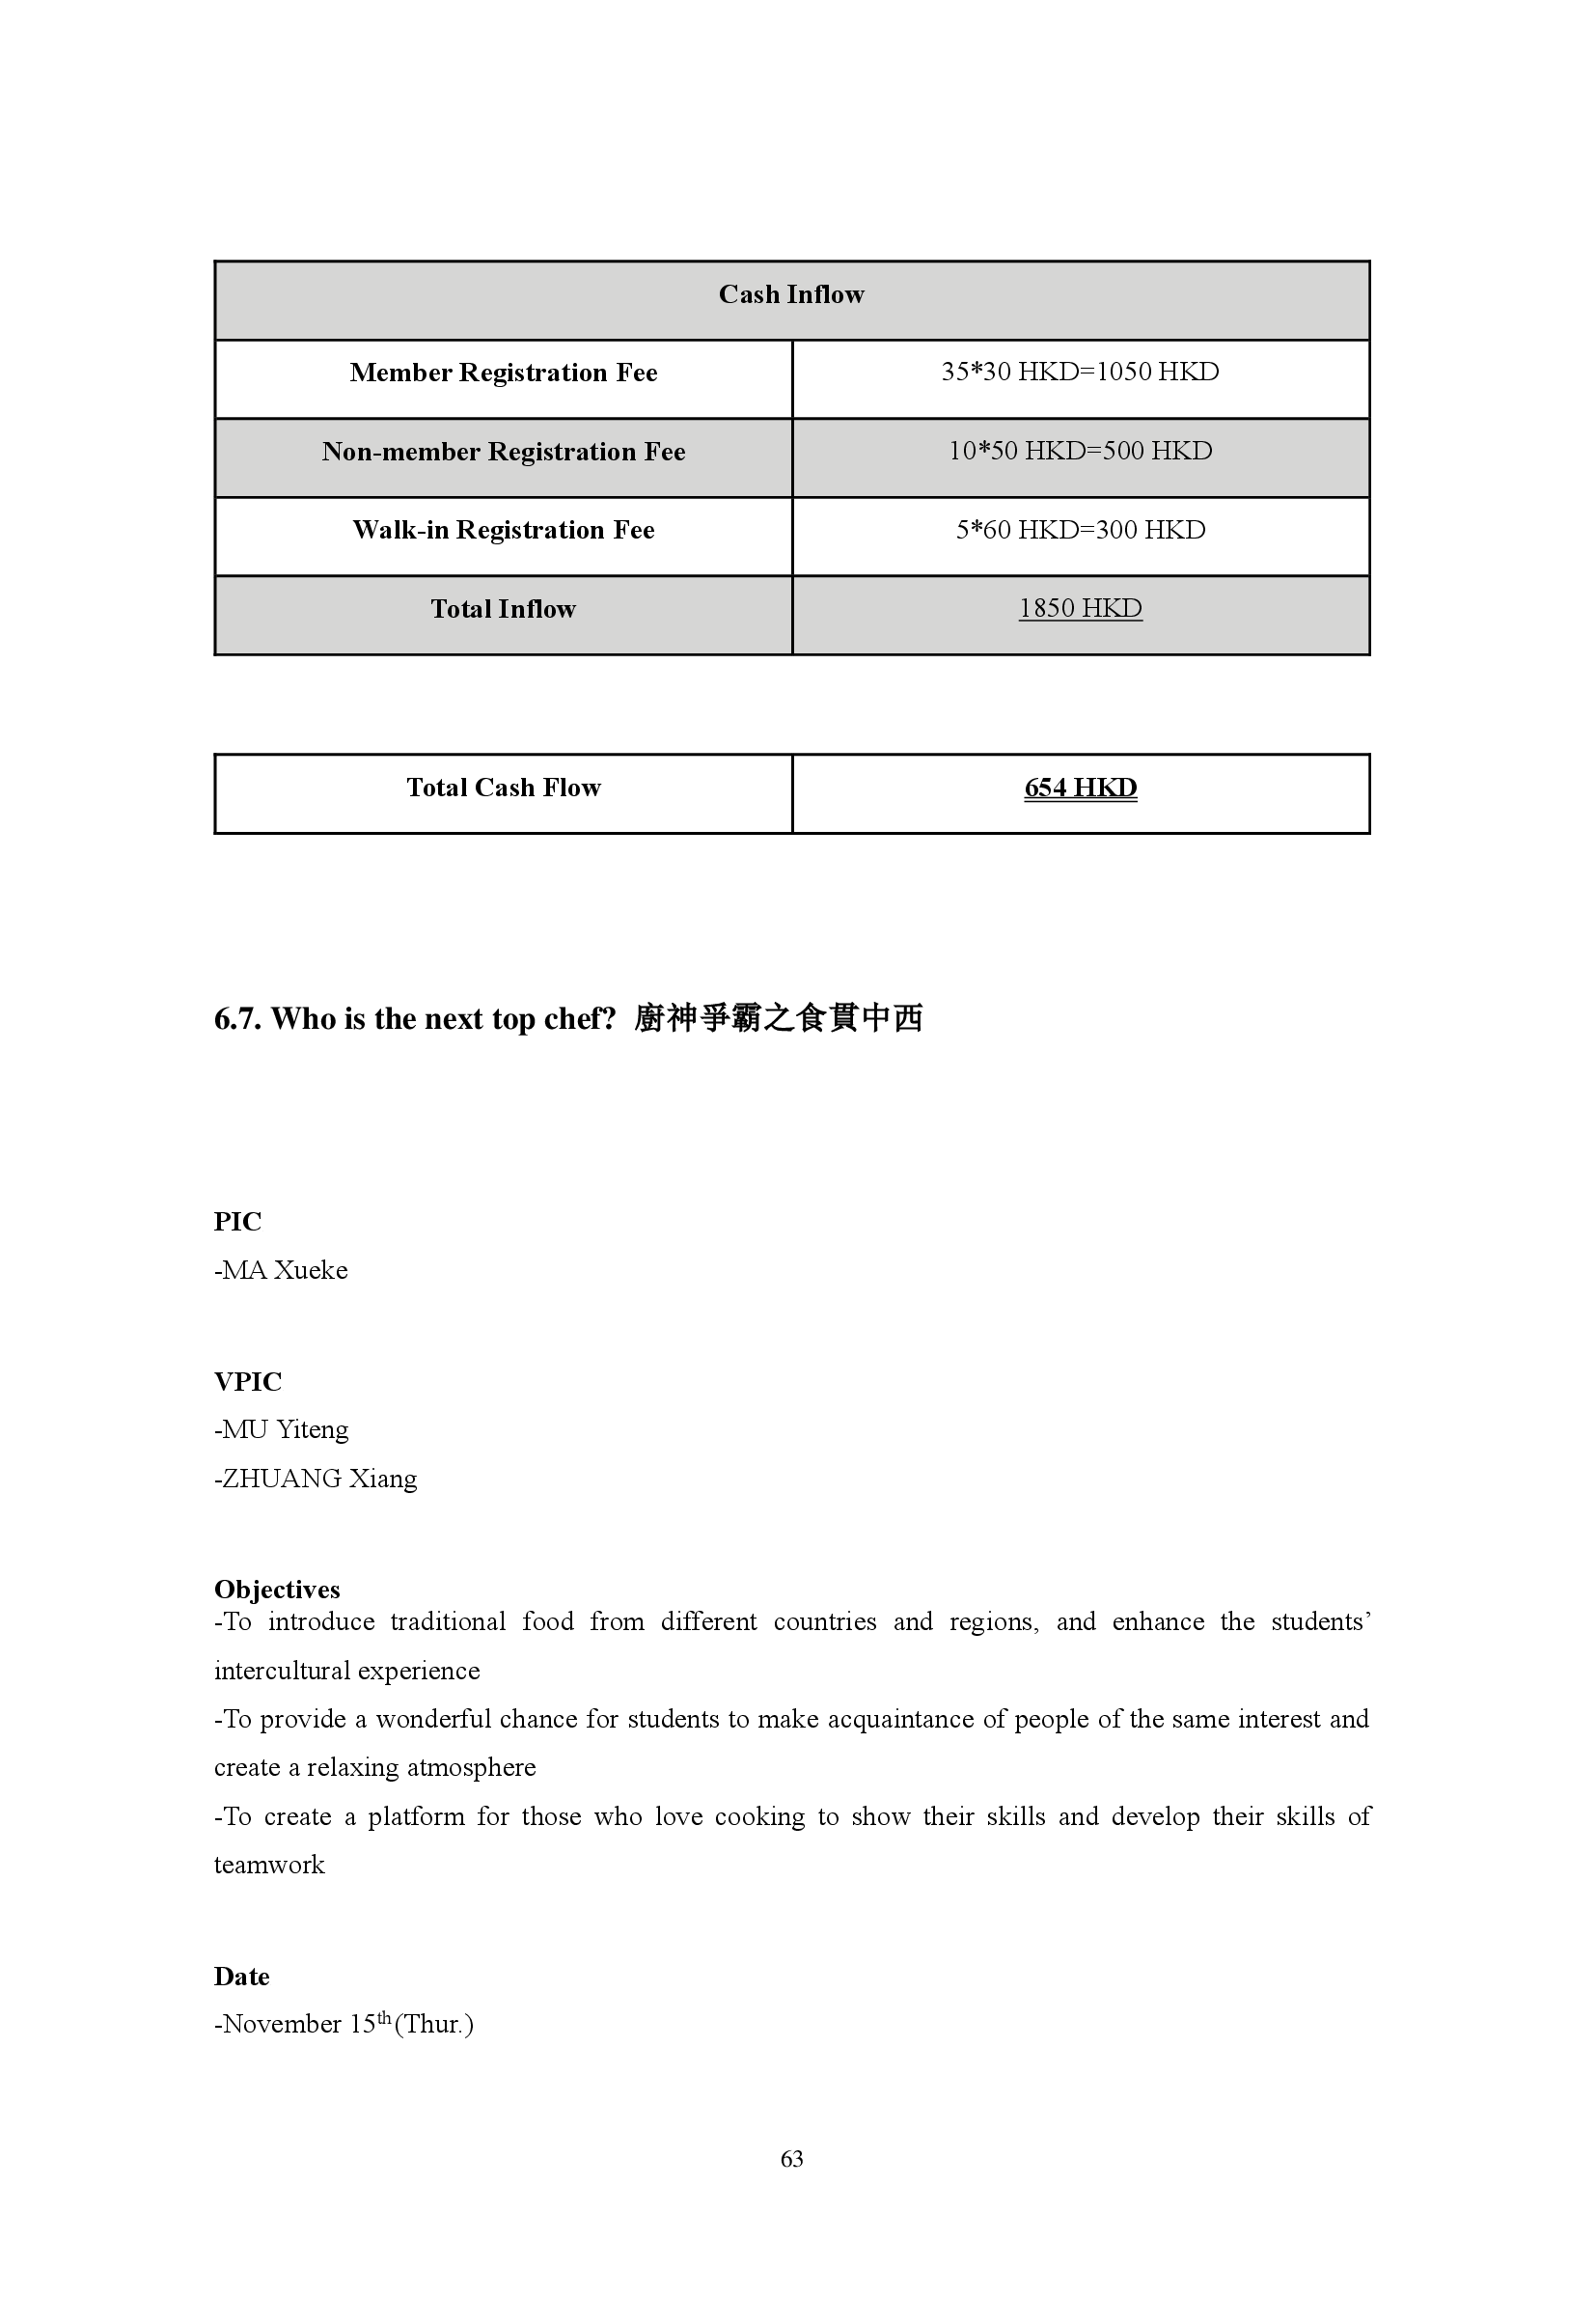 Cash Inflow
Member Registration Fee 35*30 HKD=1050 HKD
Non-member Registration Fee 10*50 HKD=500 HKD
Walk-in Registration Fee 5*60 HKD=300 HKD
Total Inflow 1850 HKD
Total Cash Flow 654 HKD
6.7. Who is the next top chef? 廚神爭霸之食貫中西
PIC
-MA Xueke
VPIC
-MU Yiteng
-ZHUANG Xiang
Objectives
-To introduce traditional food from different countries and regions, and enhance the students’
intercultural experience
-To provide a wonderful chance for students to make acquaintance of people of the same interest and
create a relaxing atmosphere
-To create a platform for those who love cooking to show their skills and develop their skills of
teamwork
Date
-November 15th(Thur.)
63